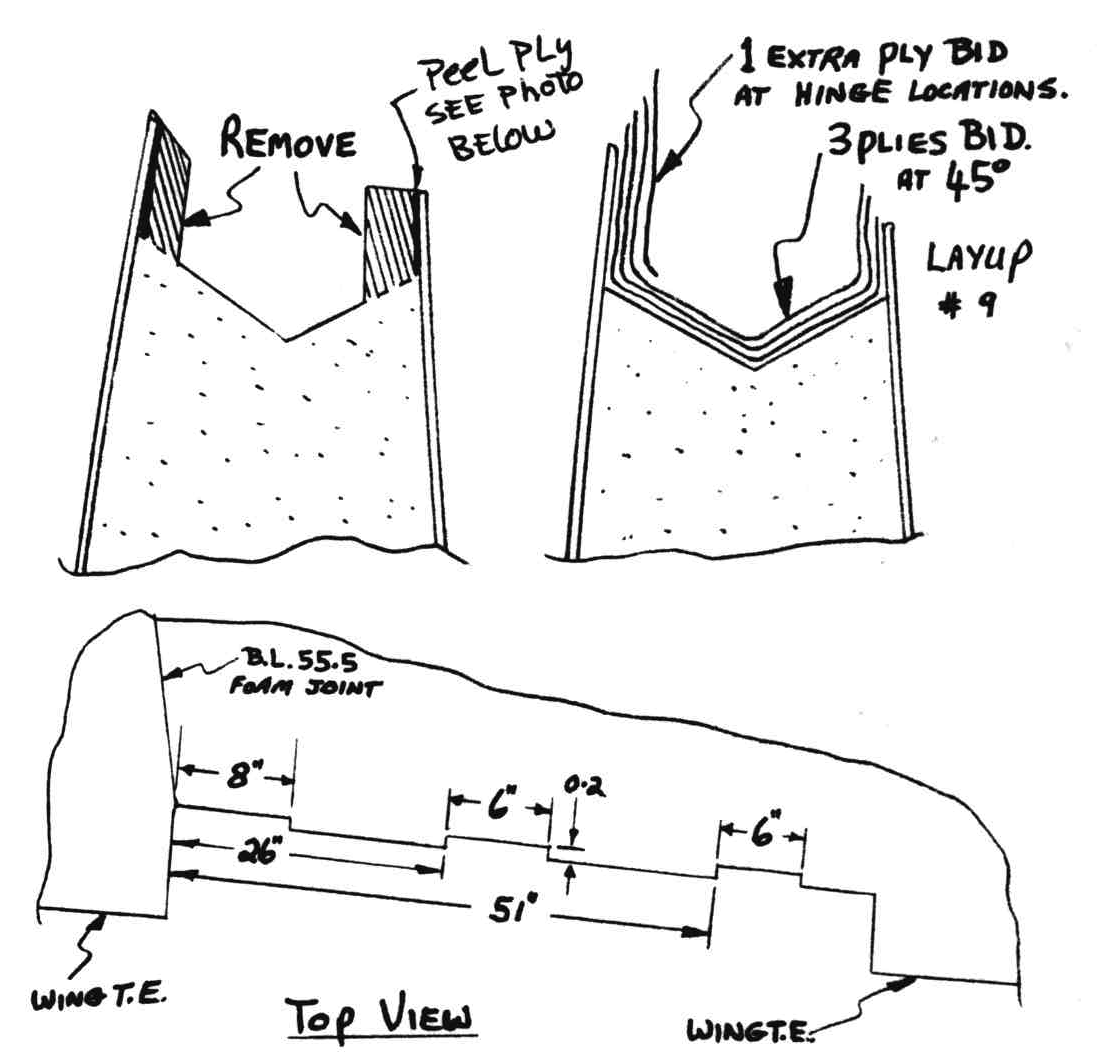 REMOVE
PEEL PLY
SEE PHOTO
BELOW
1 EXTRA PLY BID
AT HINGE LOCATIONS.
3 PLIES BID.
AT 45°
LAYUP
# 9
B.L. 55.5
FOAM JOINT
8"
6"
0.2
6"
26"
51"
WING T.E.
TOP VIEW
WING T.E.